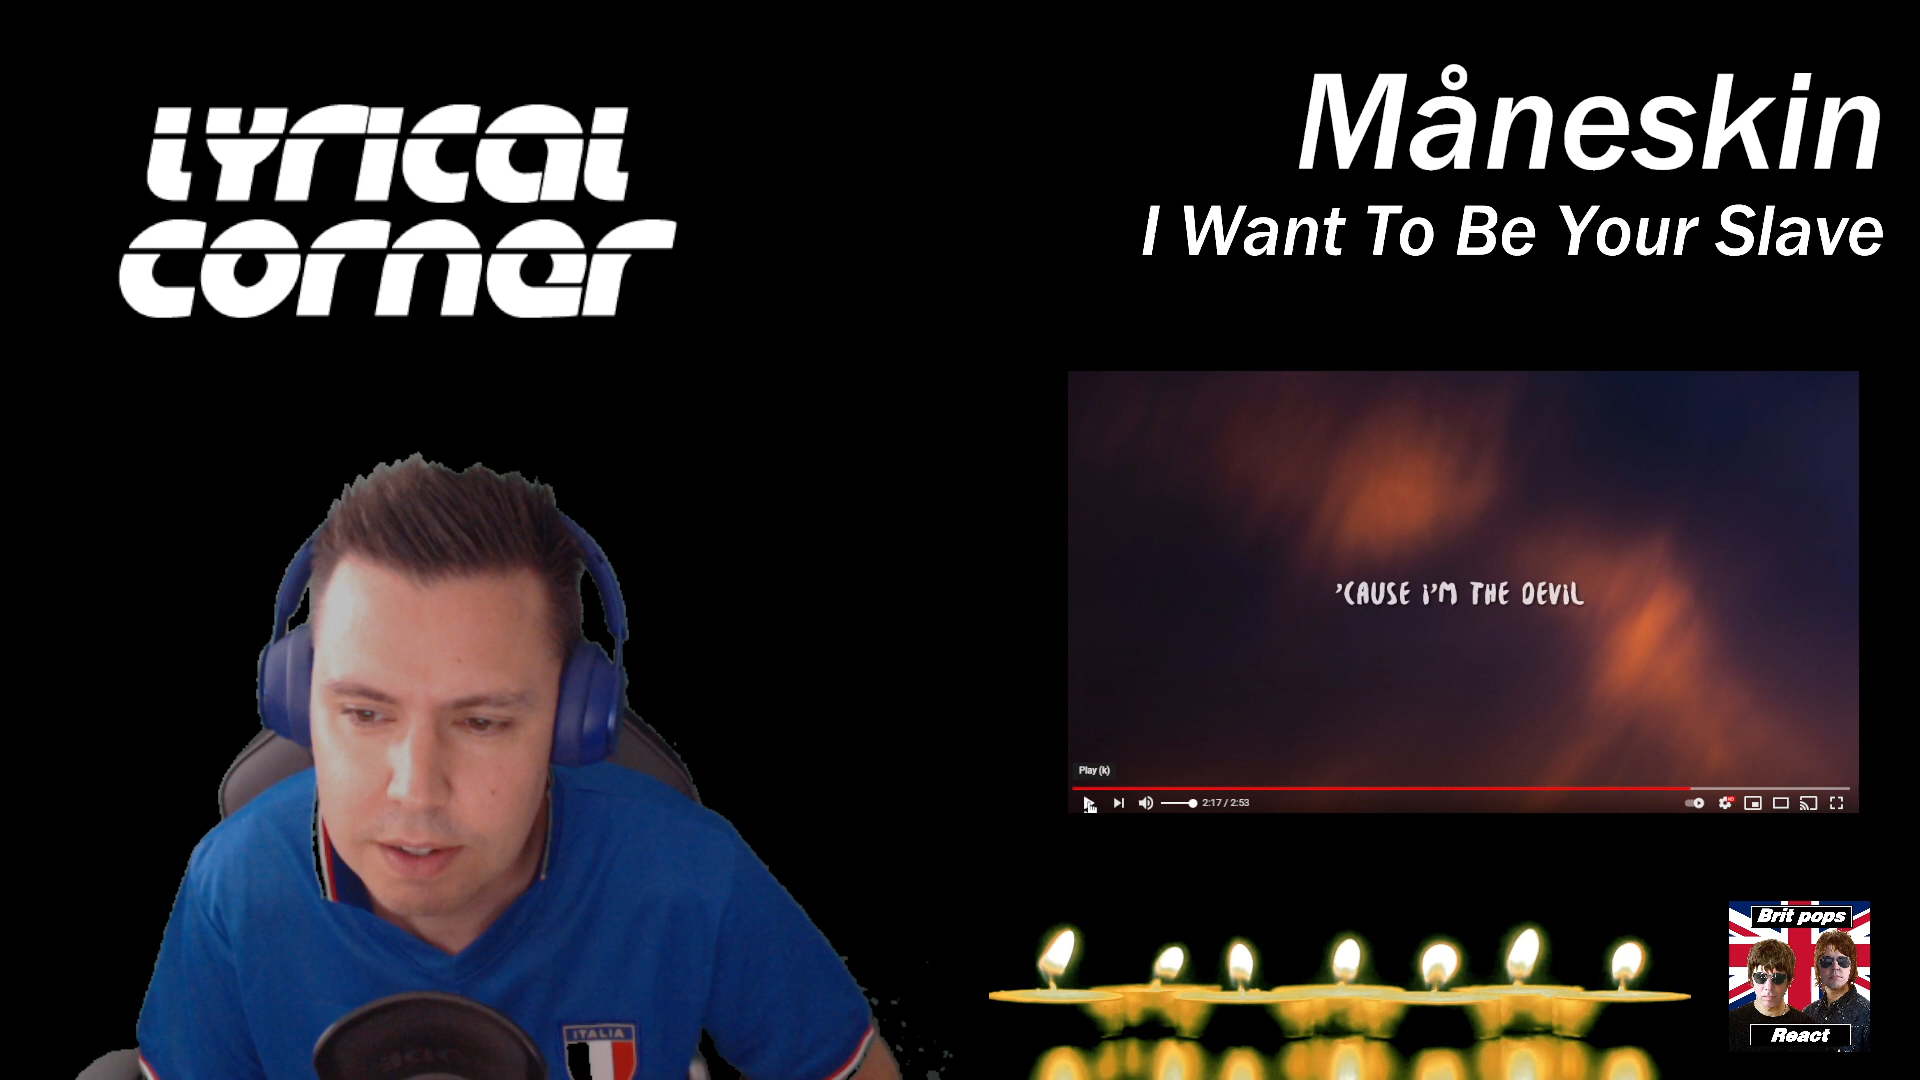 Lyrical
corner
Måneskin
I Want To Be Your Slave
'CAUSE i'M THE DEViL
Play (k)
2:17 / 2:53
ITALIA
Brit pops
React